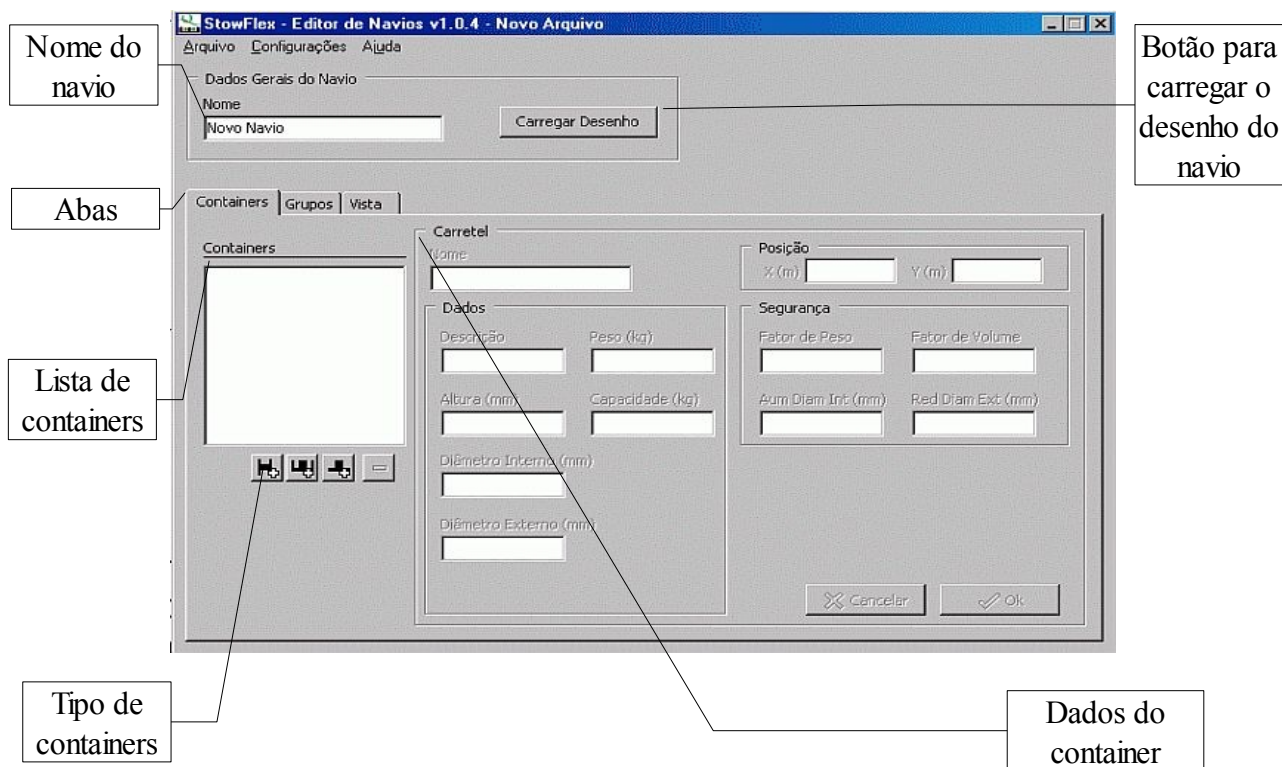 StowFlex - Editor de Navios v1.0.4 - Novo Arquivo
Arquivo Configurações Ajuda
Nome do
navio
Dados Gerais do Navio
Nome
Novo Navio
Carregar Desenho
Botão para
carregar o
desenho do
navio
Abas
Containers Grupos Vista
Containers
Carretel
Nome
Posição
X (m) Y (m)
Dados
Descrição Peso (kg)
Altura (mm) Capacidade (kg)
Diâmetro Interno (mm)
Diâmetro Externo (mm)
Segurança
Fator de Peso Fator de Volume
Aum Diam Int (mm) Red Diam Ext (mm)
Cancelar Ok
Lista de
containers
Tipo de
containers
Dados do
container